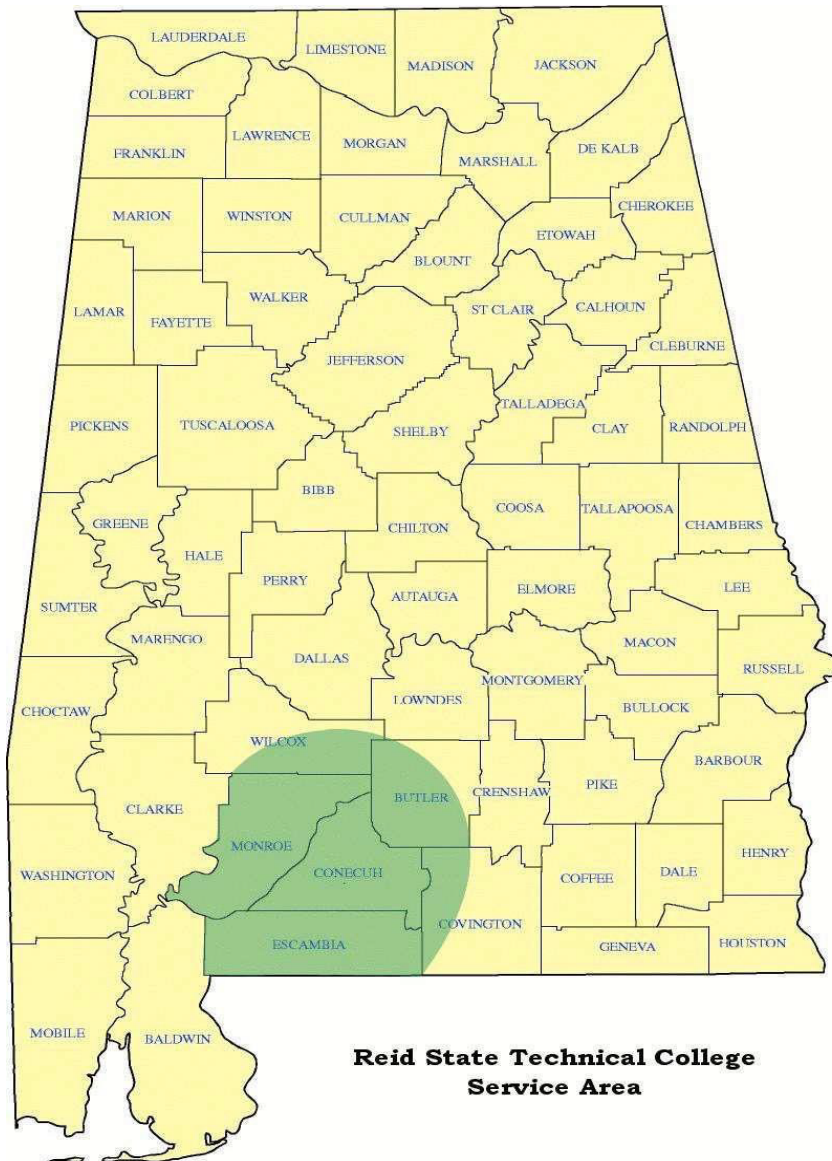 LAUDERDALE
LIMESTONE
MADISON
JACKSON
COLBERT
LAWRENCE
MORGAN
FRANKLIN
MARSHALL
DE KALB
MARION
WINSTON
CULLMAN
CHEROKEE
ETOWAH
BLOUNT
WALKER
ST CLAIR
CALHOUN
LAMAR
FAYETTE
JEFFERSON
CLEBURNE
TALLADEGA
PICKENS
TUSCALOOSA
SHELBY
CLAY
RANDOLPH
BIBB
GREENE
CHILTON
COOSA
TALLAPOOSA
CHAMBERS
HALE
PERRY
AUTAUGA
ELMORE
LEE
SUMTER
MARENGO
DALLAS
MACON
RUSSELL
CHOCTAW
LOWNDES
MONTGOMERY
BULLOCK
WILCOX
BARBOUR
CLARKE
BUTLER
CRENSHAW
PIKE
MONROE
WASHINGTON
CONECUH
COFFEE
DALE
HENRY
COVINGTON
ESCAMBIA
GENEVA
HOUSTON
MOBILE
BALDWIN
Reid State Technical College
Service Area